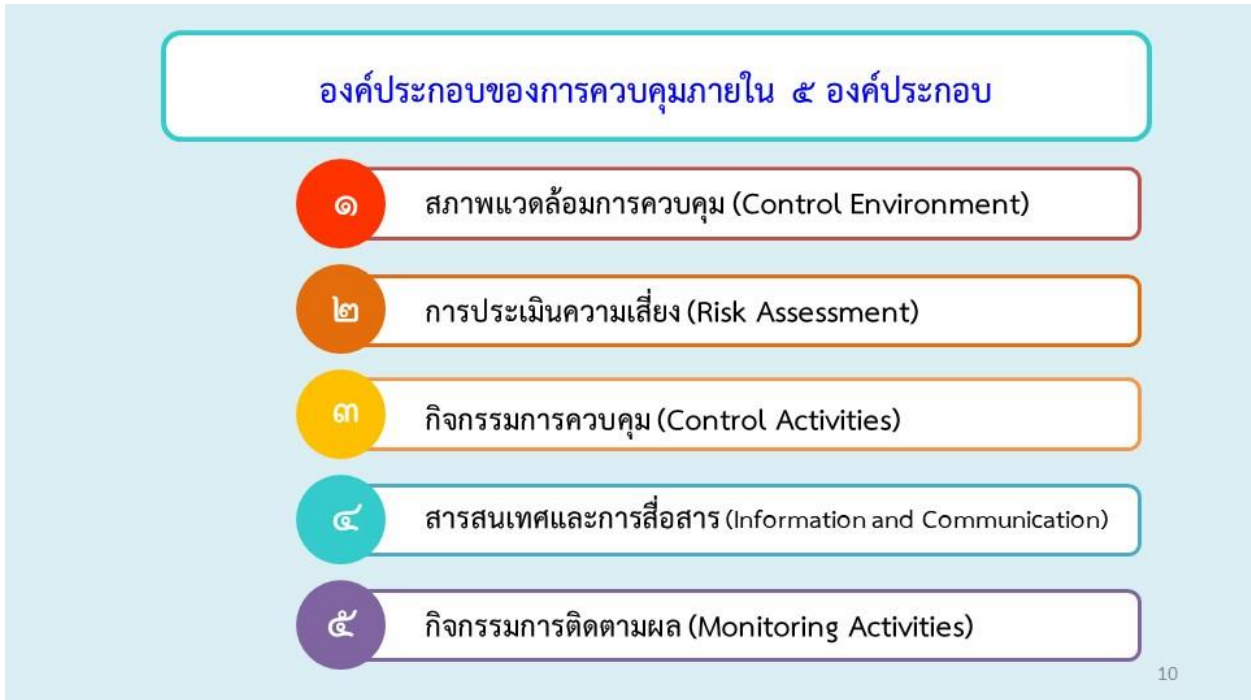 องค์ประกอบของการควบคุมภายใน ๕ องค์ประกอบ
๑ สภาพแวดล้อมการควบคุม (Control Environment)
๒ การประเมินความเสี่ยง (Risk Assessment)
๓ กิจกรรมการควบคุม (Control Activities)
๔ สารสนเทศและการสื่อสาร (Information and Communication)
๕ กิจกรรมการติดตามผล (Monitoring Activities)
10